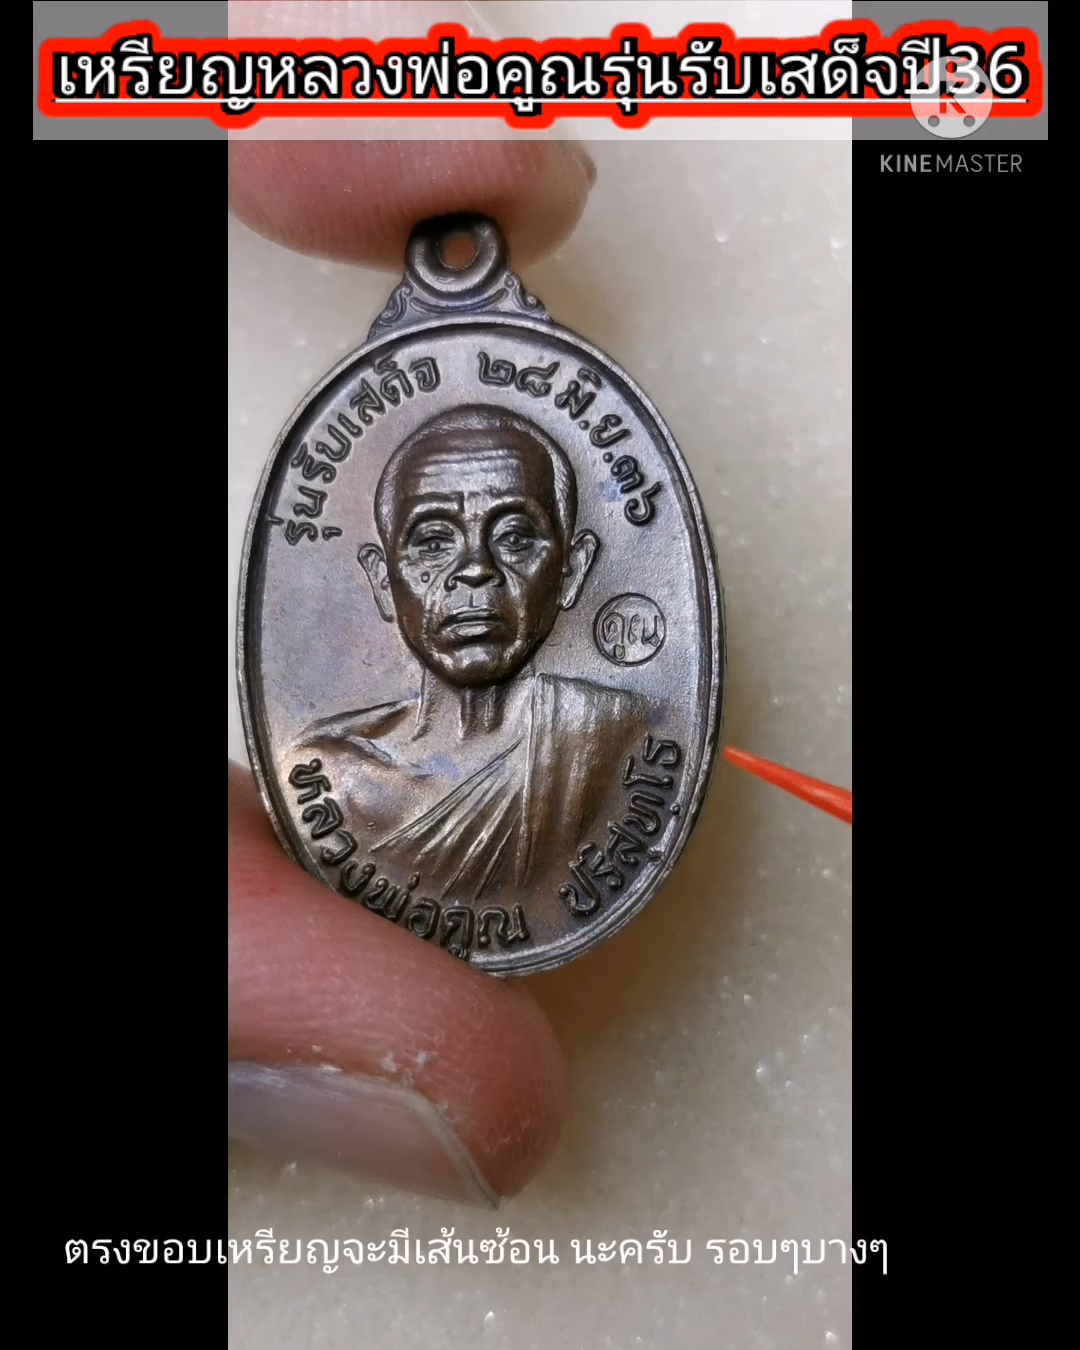 เหรียญหลวงพ่อคูณรุ่นรับเสด็จปี36
KINEMASTER
รุ่นรับเสด็จ ๒๘ มิ.ย.๓๖
คูณ
หลวงพ่อคูณ ปริสุทฺโธ
ตรงขอบเหรียญจะมีเส้นซ้อน นะครับ รอบๆบางๆ